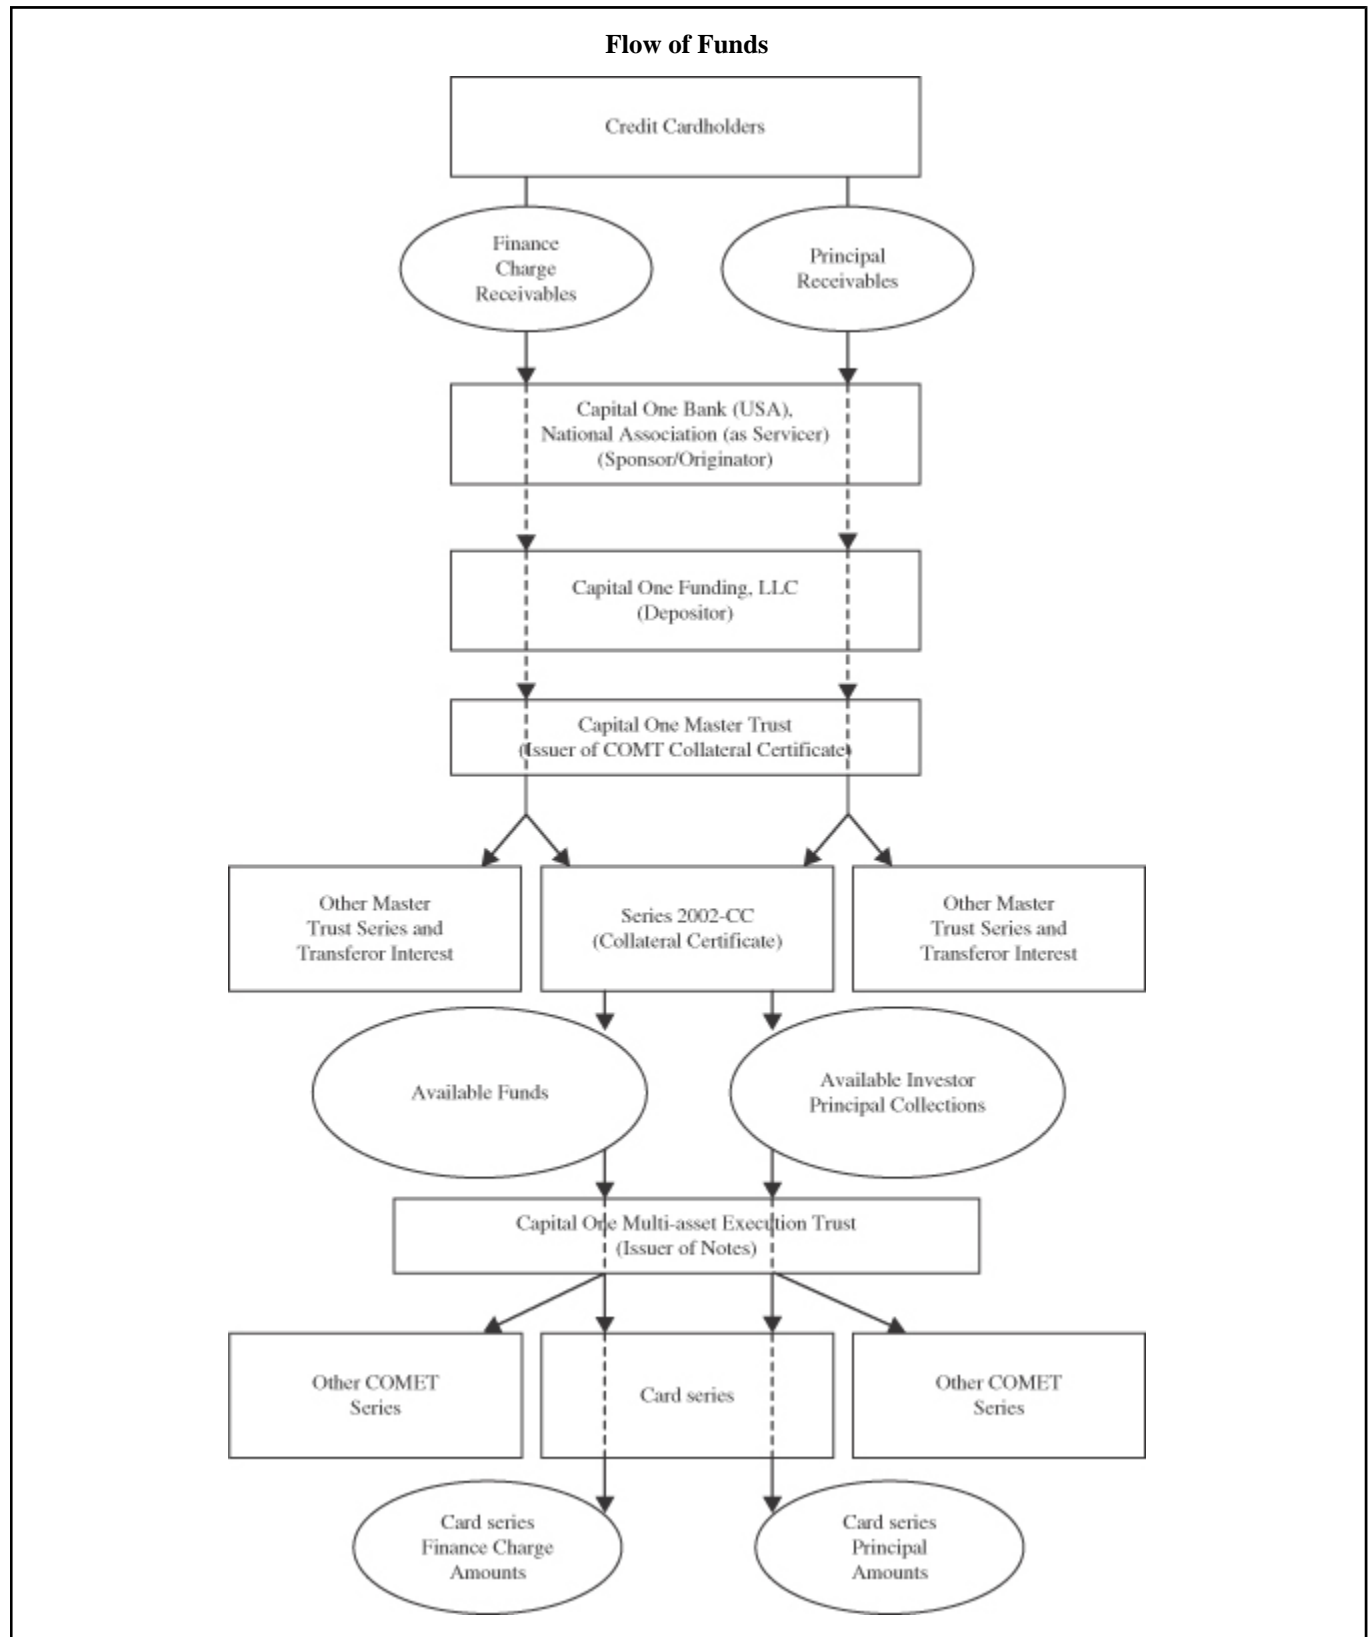 Flow of Funds
Credit Cardholders
Finance
Charge
Receivables
Principal
Receivables
Capital One Bank (USA),
National Association (as Servicer)
(Sponsor/Originator)
Capital One Funding, LLC
(Depositor)
Capital One Master Trust
(Issuer of COMT Collateral Certificate)
Other Master
Trust Series and
Transferor Interest
Series 2002-CC
(Collateral Certificate)
Other Master
Trust Series and
Transferor Interest
Available Funds
Available Investor
Principal Collections
Capital One Multi-asset Execution Trust
(Issuer of Notes)
Other COMET
Series
Card series
Other COMET
Series
Card series
Finance Charge
Amounts
Card series
Principal
Amounts